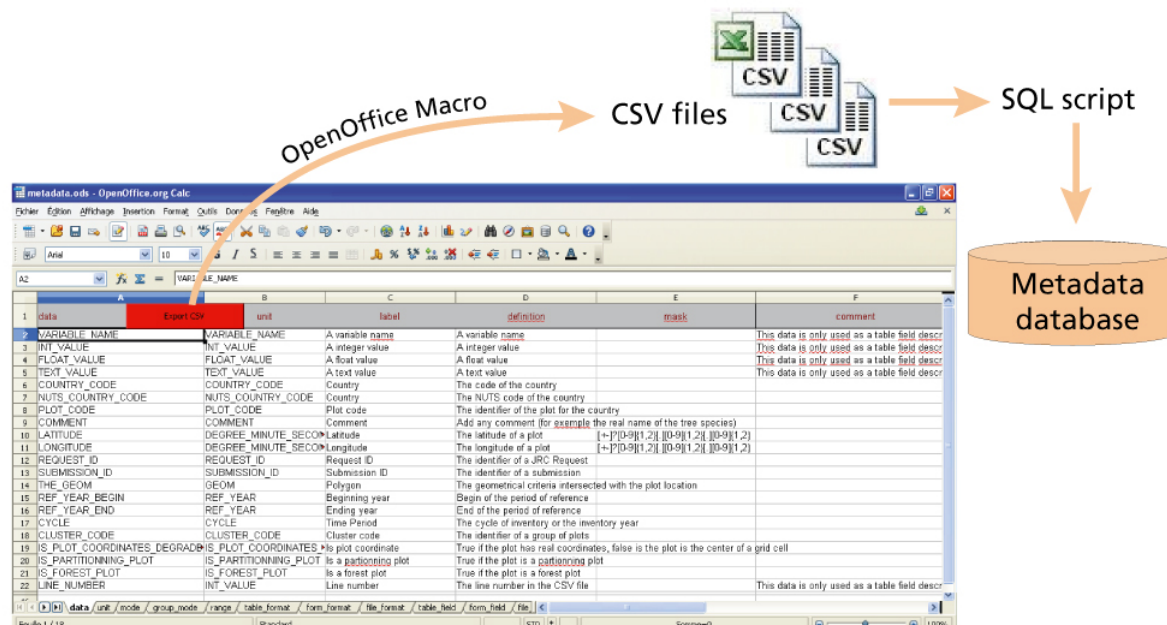 CSV
CSV
CSV
OpenOffice Macro
CSV files
SQL script
Metadata
database
metadata.ods - OpenOffice.org Calc
Fichier Édition Affichage Insertion Format Outils Données Fenêtre Aide
Arial 10
A2 VARIABLE_NAME
A B C D E F
1 data Export CSV unit label definition mask comment
2 VARIABLE_NAME VARIABLE_NAME A variable name A variable name This data is only used as a table field descr
3 INT_VALUE INT_VALUE A integer value A integer value This data is only used as a table field descr
4 FLOAT_VALUE FLOAT_VALUE A float value A float value This data is only used as a table field descr
5 TEXT_VALUE TEXT_VALUE A text value A text value This data is only used as a table field descr
6 COUNTRY_CODE COUNTRY_CODE Country The code of the country
7 NUTS_COUNTRY_CODE NUTS_COUNTRY_CODE Country The NUTS code of the country
8 PLOT_CODE PLOT_CODE Plot code The identifier of the plot for the country
9 COMMENT COMMENT Comment Add any comment (for exemple the real name of the tree species)
10 LATITUDE DEGREE_MINUTE_SECON Latitude The latitude of a plot
11 LONGITUDE DEGREE_MINUTE_SECON Longitude The longitude of a plot
12 REQUEST_ID REQUEST_ID Request ID The identifier of a JRC Request
13 SUBMISSION_ID SUBMISSION_ID Submission ID The identifier of a submission
14 THE_GEOM GEOM Polygon The geometrical criteria intersected with the plot location
15 REF_YEAR_BEGIN REF_YEAR Beginning year Begin of the period of reference
16 REF_YEAR_END REF_YEAR Ending year End of the period of reference
17 CYCLE CYCLE Time Period The cycle of inventory or the inventory year
18 CLUSTER_CODE CLUSTER_CODE Cluster code The identifier of a group of plots
19 IS_PLOT_COORDINATES_DEGRADE IS_PLOT_COORDINATES_ Is plot coordinate True if the plot has real coordinates, false is the plot is the center of a grid cell
20 IS_PARTITIONNING_PLOT IS_PARTITIONNING_PLOT Is a partionning plot True if the plot is a partionning plot
21 IS_FOREST_PLOT IS_FOREST_PLOT Is a forest plot True if the plot is a forest plot
22 LINE_NUMBER INT_VALUE Line number The line number in the CSV file This data is only used as a table field descr
data unit mode group_mode range table_format form_format file_format table_field form_field file
Feuille 1 / 18 Standard STD Somme=0 100%